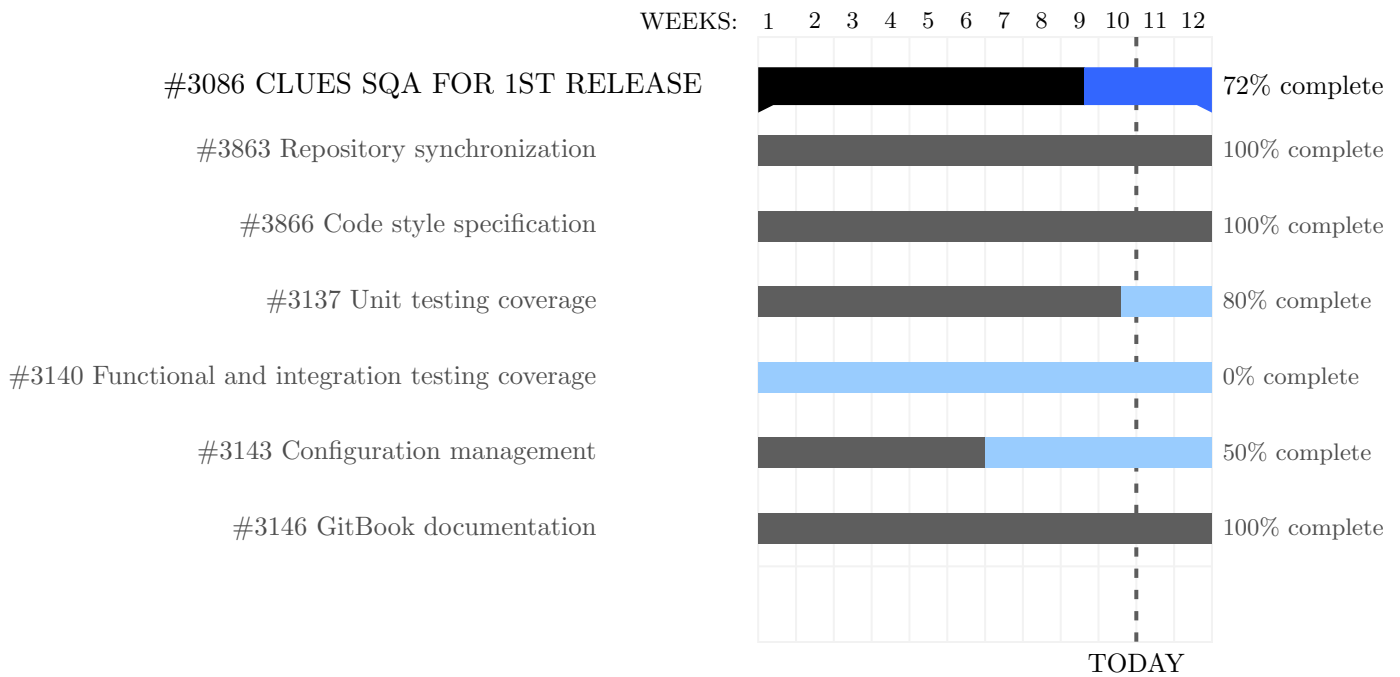 WEEKS: 1 2 3 4 5 6 7 8 9 10 11 12
#3086 CLUES SQA FOR 1ST RELEASE 72% complete
#3863 Repository synchronization 100% complete
#3866 Code style specification 100% complete
#3137 Unit testing coverage 80% complete
#3140 Functional and integration testing coverage 0% complete
#3143 Configuration management 50% complete
#3146 GitBook documentation 100% complete
TODAY